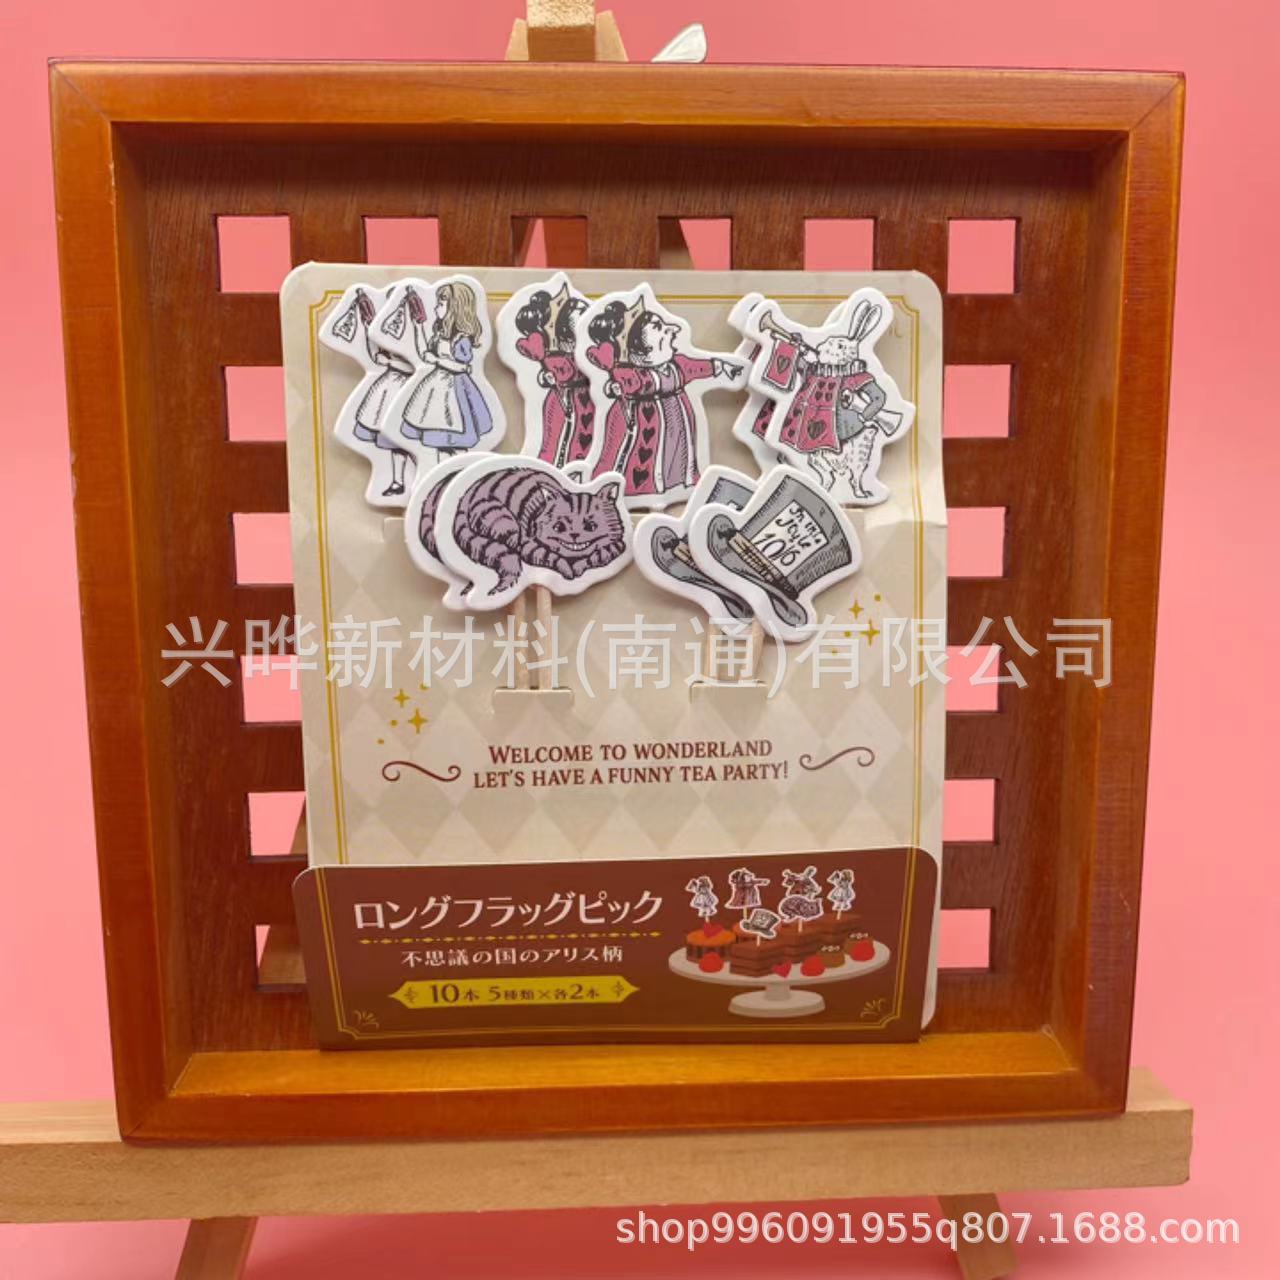 10/6
兴晔新材料(南通)有限公司
WELCOME TO WONDERLAND
LET'S HAVE A FUNNY TEA PARTY!
ロングフラッグピック
不思議の国のアリス柄
10本 5種類×各2本
shop996091955q807.1688.com